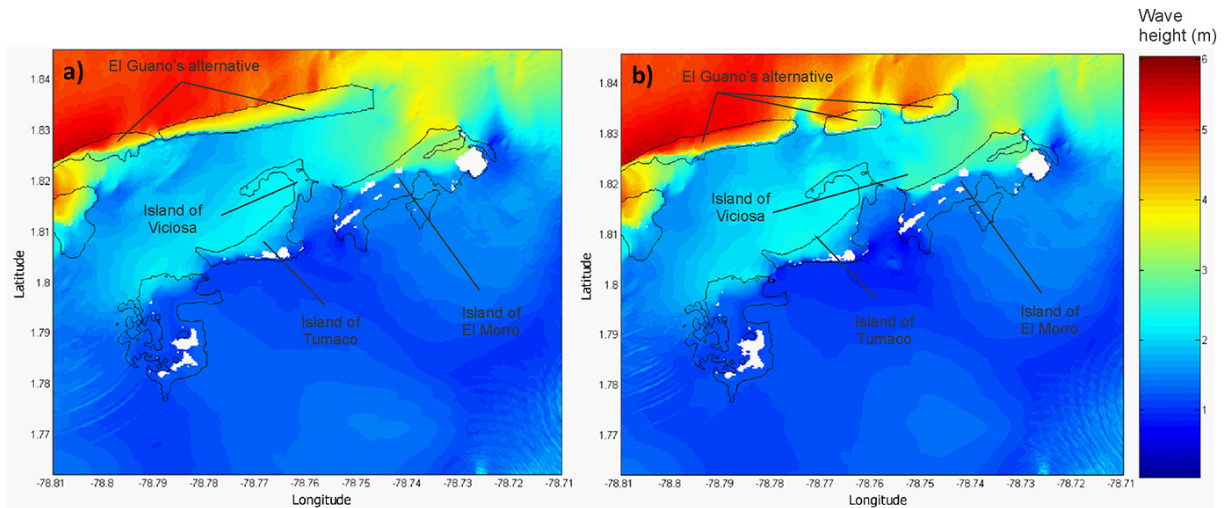 Wave
height (m)
a)
El Guano's alternative
Island of
Viciosa
Island of
Tumaco
Island of
El Morro
1.84
1.83
1.82
1.81
1.8
1.79
1.78
1.77
Latitude
-78.81
-78.8
-78.79
-78.78
-78.77
-78.76
-78.75
-78.74
-78.73
-78.72
-78.71
Longitude
b)
El Guano's alternative
Island of
Viciosa
Island of
Tumaco
Island of
El Morro
1.84
1.83
1.82
1.81
1.8
1.79
1.78
1.77
Latitude
-78.81
-78.8
-78.79
-78.78
-78.77
-78.76
-78.75
-78.74
-78.73
-78.72
-78.71
Longitude
6
5
4
3
2
1